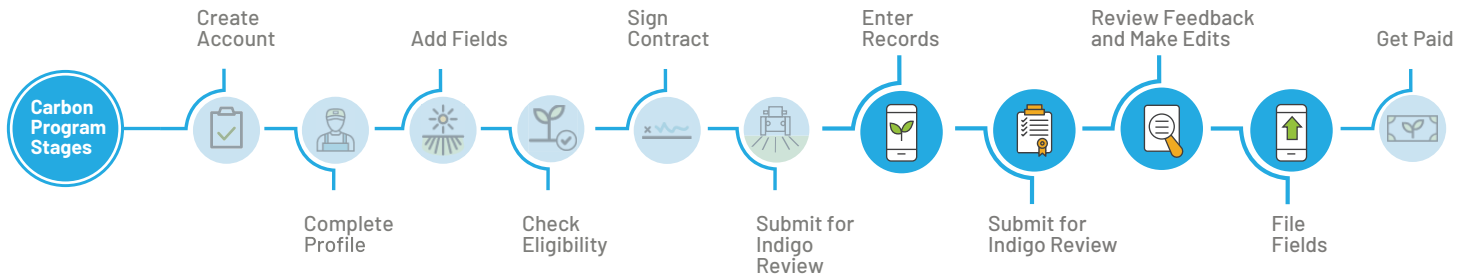 Carbon
Program
Stages
Create
Account
Complete
Profile
Add Fields
Check
Eligibility
Sign
Contract
Submit for
Indigo
Review
Enter
Records
Submit for
Indigo Review
Review Feedback
and Make Edits
File
Fields
Get Paid